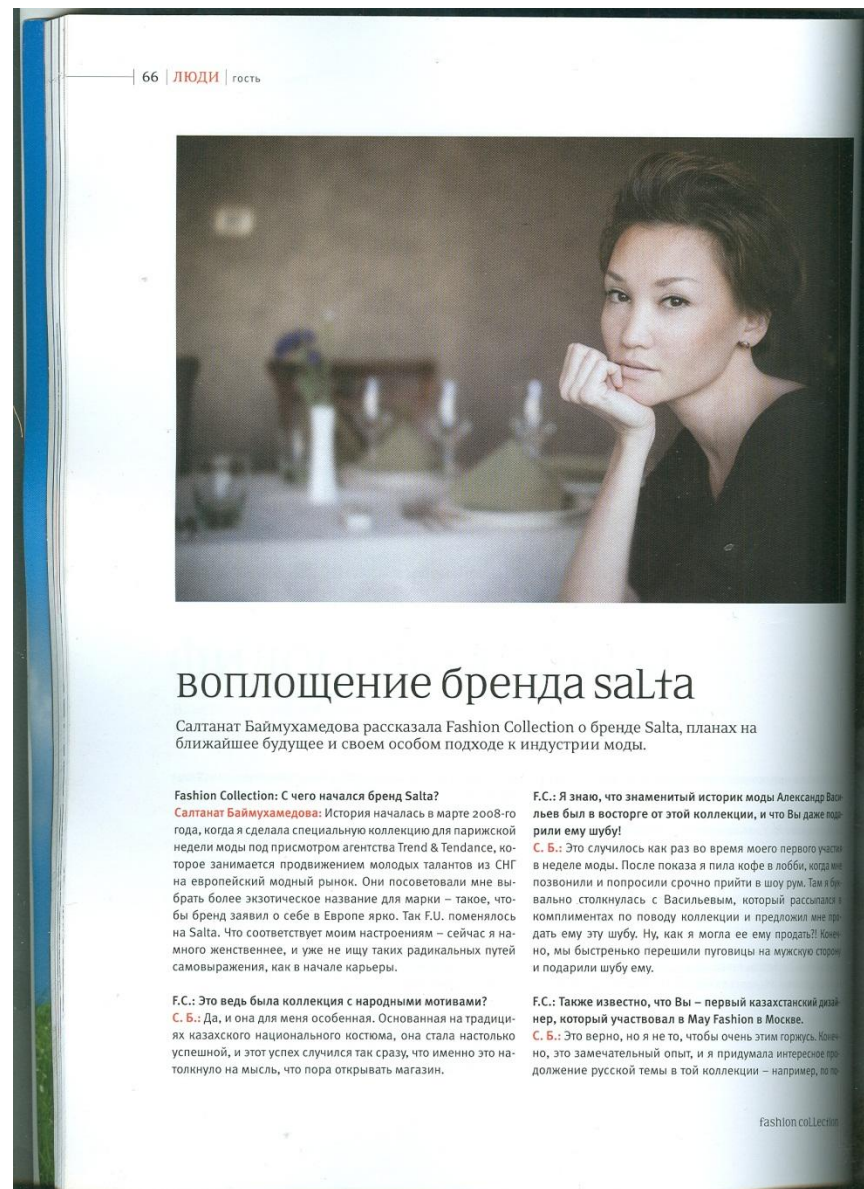 66 | ЛЮДИ | гость
воплощение бренда saLta
Салтанат Баймухамедова рассказала Fashion Collection о бренде Salta, планах на
ближайшее будущее и своем особом подходе к индустрии моды.
Fashion Collection: С чего начался бренд Salta?
Салтанат Баймухамедова: История началась в марте 2008-го
года, когда я сделала специальную коллекцию для парижской
недели моды под присмотром агентства Trend & Tendance, ко-
торое занимается продвижением молодых талантов из СНГ
на европейский модный рынок. Они посоветовали мне вы-
брать более экзотическое название для марки – такое, что-
бы бренд заявил о себе в Европе ярко. Так F.U. поменялось
на Salta. Что соответствует моим настроениям – сейчас я на-
много женственнее, и уже не ищу таких радикальных путей
самовыражения, как в начале карьеры.
F.C.: Это ведь была коллекция с народными мотивами?
С. Б.: Да, и она для меня особенная. Основанная на традици-
ях казахского национального костюма, она стала настолько
успешной, и этот успех случился так сразу, что именно это на-
толкнуло на мысль, что пора открывать магазин.
F.C.: Я знаю, что знаменитый историк моды Александр Васи-
льев был в восторге от этой коллекции, и что Вы даже пода-
рили ему шубу!
С. Б.: Это случилось как раз во время моего первого участия
в неделе моды. После показа я пила кофе в лобби, когда мне
позвонили и попросили срочно прийти в шоу рум. Там я бук-
вально столкнулась с Васильевым, который рассыпался в
комплиментах по поводу коллекции и предложил мне про-
дать ему эту шубу. Ну, как я могла ее ему продать?! Конеч-
но, мы быстренько перешили пуговицы на мужскую сторону
и подарили шубу ему.
F.C.: Также известно, что Вы – первый казахстанский дизай-
нер, который участвовал в May Fashion в Москве.
С. Б.: Это верно, но я не то, чтобы очень этим горжусь. Конеч-
но, это замечательный опыт, и я придумала интересное про-
должение русской темы в той коллекции – например, по по-
fashion coLLection